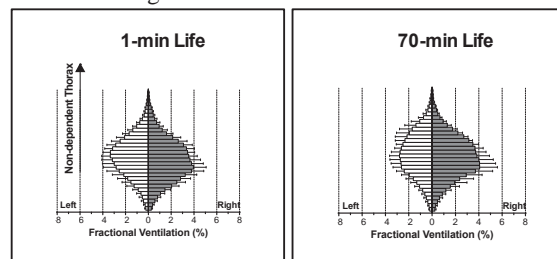 1-min Life
Non-dependent Thorax
Left
Right
8 6 4 2 0 2 4 6 8
Fractional Ventilation (%)
70-min Life
Left
Right
8 6 4 2 0 2 4 6 8
Fractional Ventilation (%)